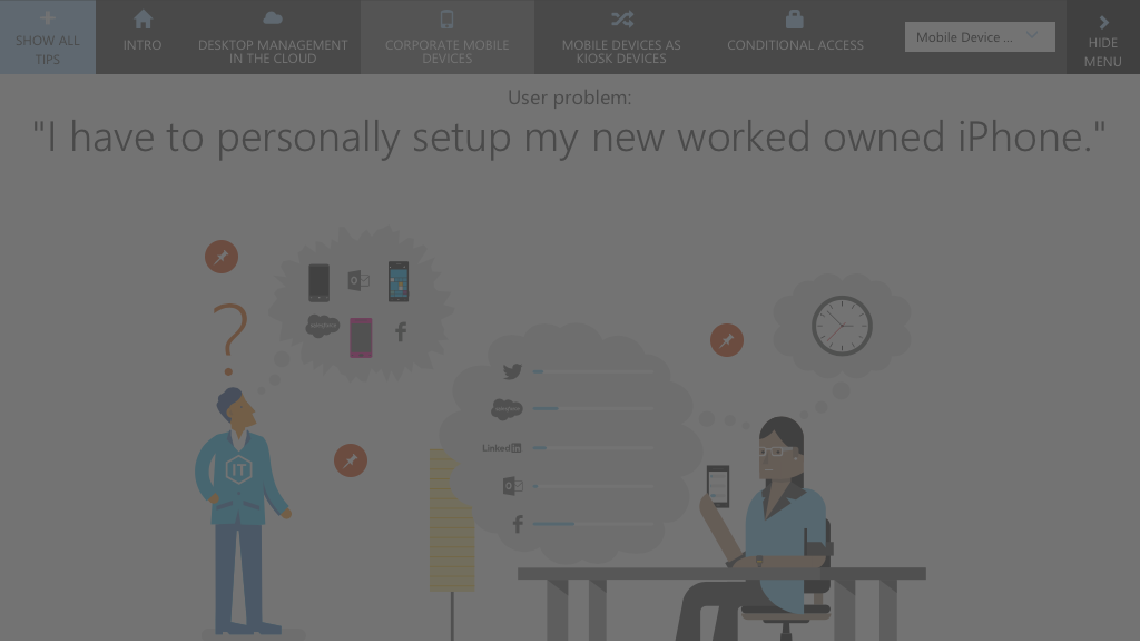 SHOW ALL
TIPS
INTRO
DESKTOP MANAGEMENT
IN THE CLOUD
CORPORATE MOBILE
DEVICES
MOBILE DEVICES AS
KIOSK DEVICES
CONDITIONAL ACCESS
Mobile Device ...
HIDE
MENU
User problem:
"I have to personally setup my new worked owned iPhone."
salesforce
salesforce
LinkedIn
IT